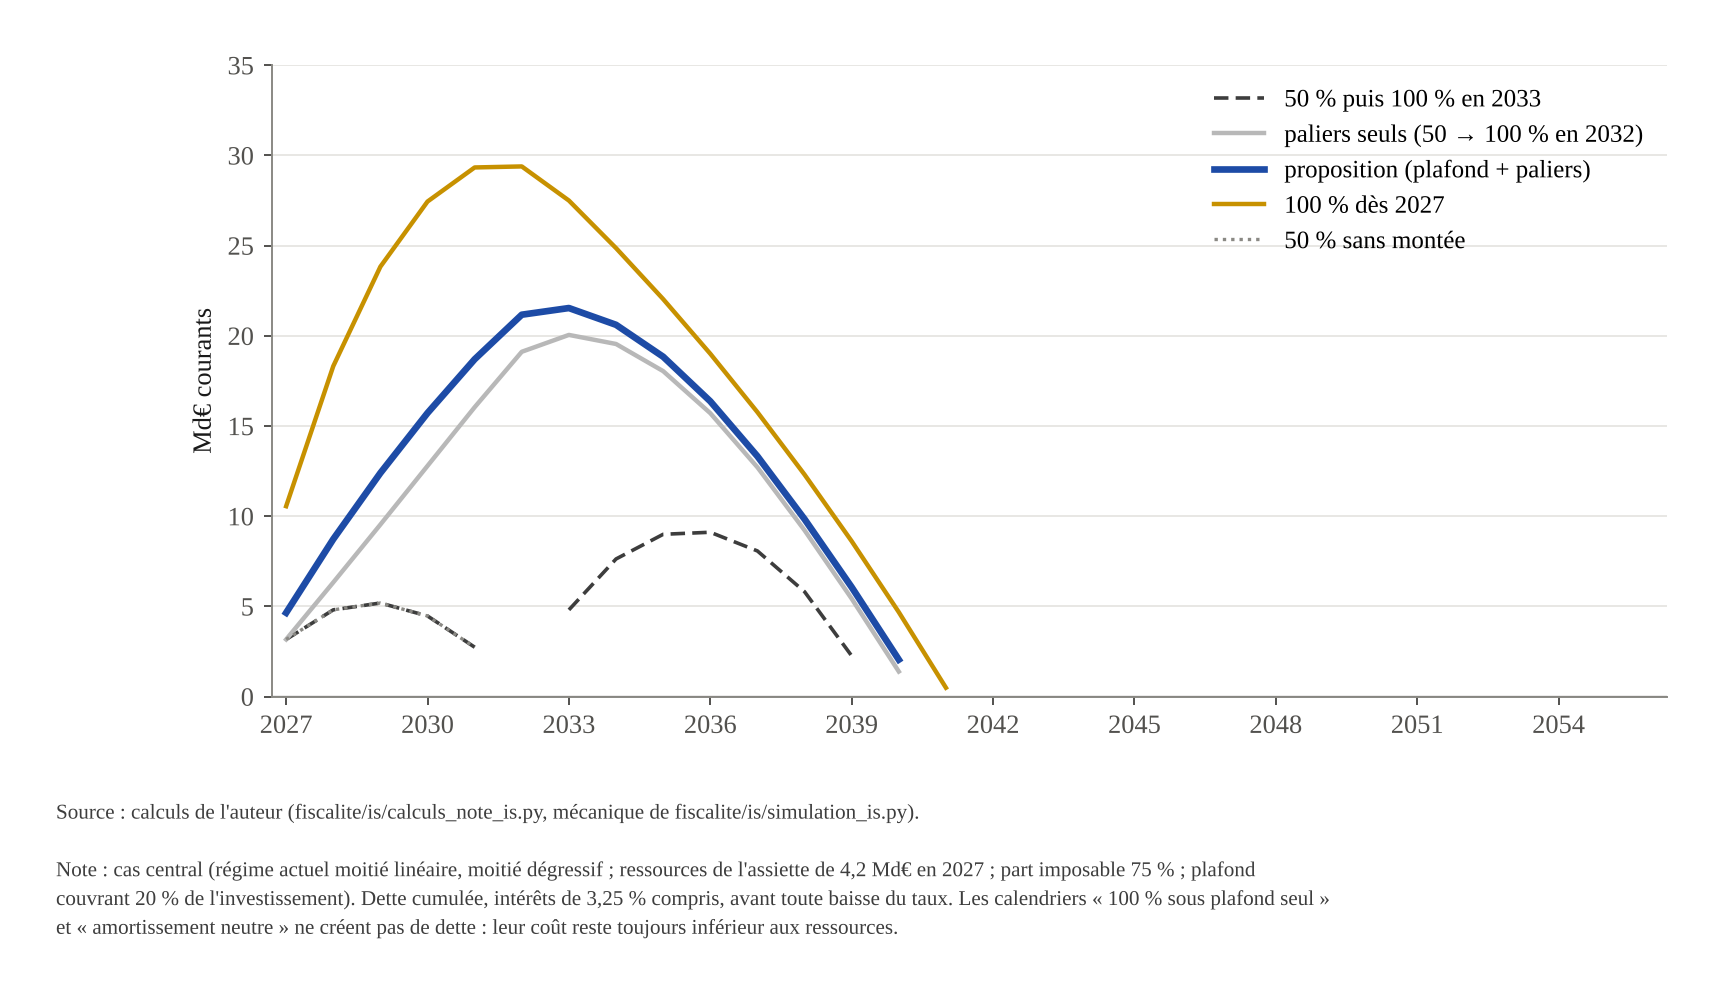 35
30
25
20
15
10
5
0
Md€ courants
50 % puis 100 % en 2033
paliers seuls (50 → 100 % en 2032)
proposition (plafond + paliers)
100 % dès 2027
50 % sans montée
2027 2030 2033 2036 2039 2042 2045 2048 2051 2054
Source : calculs de l'auteur (fiscalite/is/calculs_note_is.py, mécanique de fiscalite/is/simulation_is.py).
Note : cas central (régime actuel moitié linéaire, moitié dégressif ; ressources de l'assiette de 4,2 Md€ en 2027 ; part imposable 75 % ; plafond
couvrant 20 % de l'investissement). Dette cumulée, intérêts de 3,25 % compris, avant toute baisse du taux. Les calendriers « 100 % sous plafond seul »
et « amortissement neutre » ne créent pas de dette : leur coût reste toujours inférieur aux ressources.